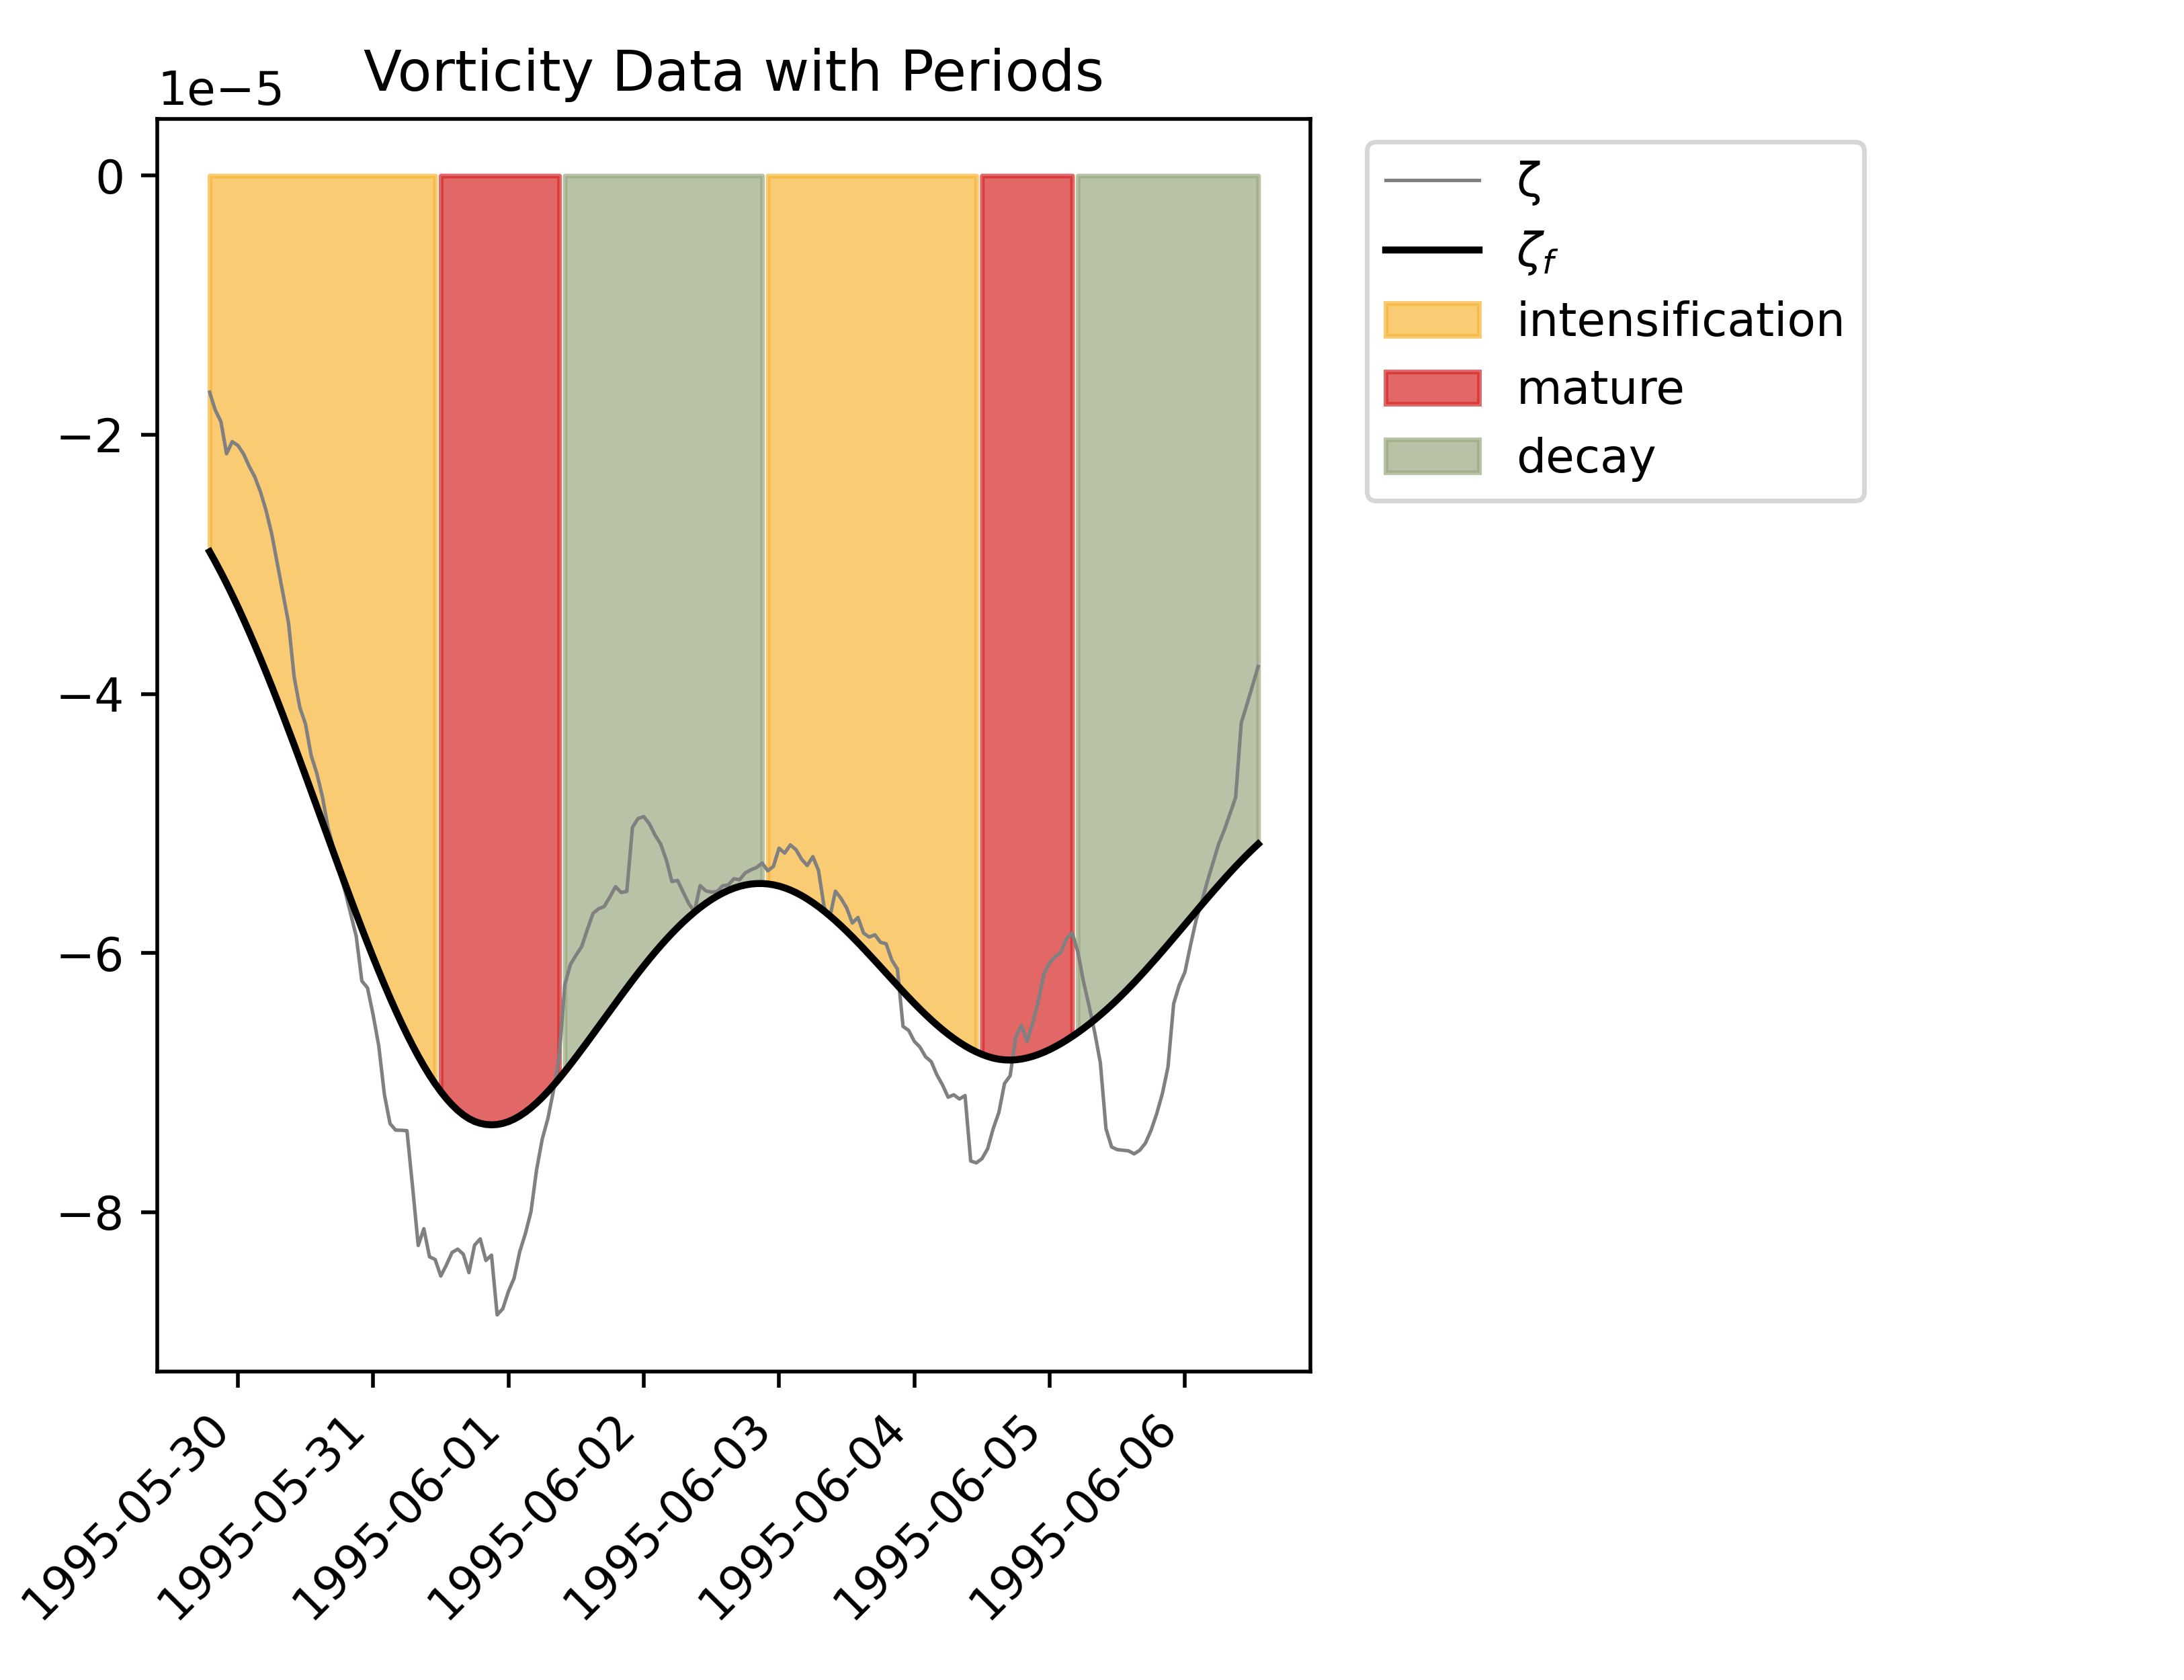 Vorticity Data with Periods
1e−5
0
−2
−4
−6
−8
1995-05-30
1995-05-31
1995-06-01
1995-06-02
1995-06-03
1995-06-04
1995-06-05
1995-06-06
ζ
ζf
intensification
mature
decay